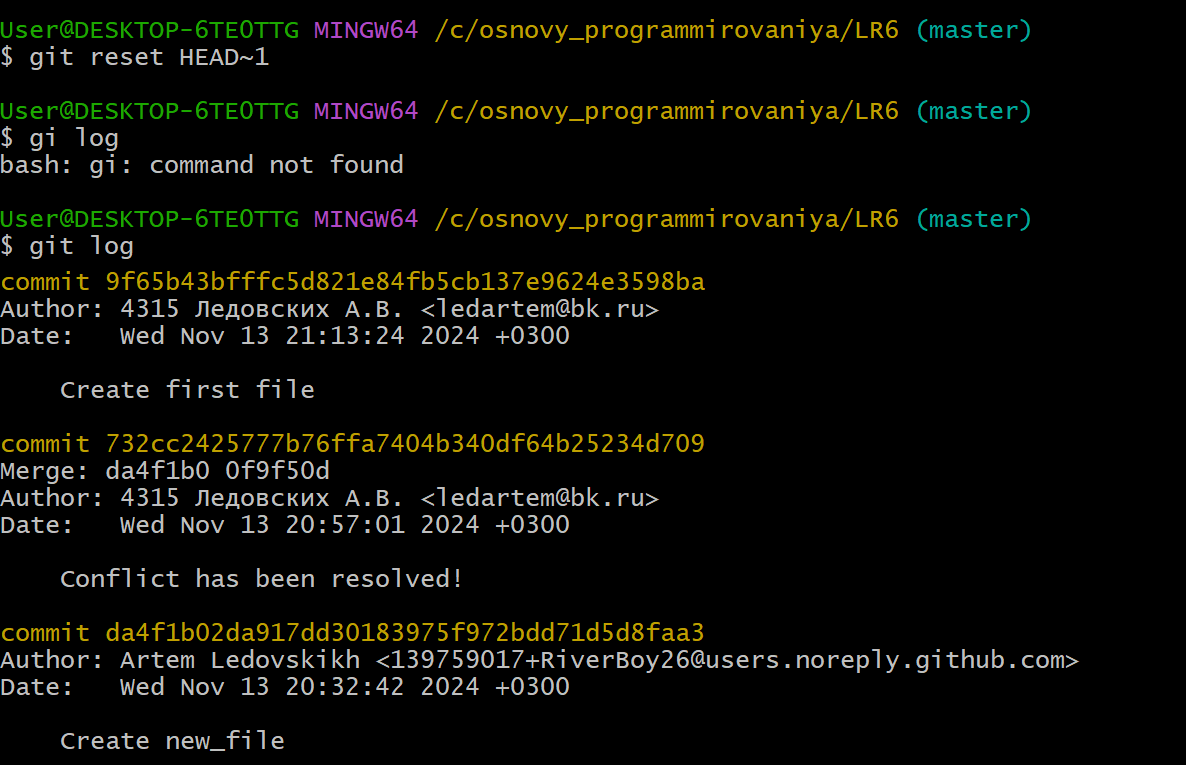 User@DESKTOP-6TE0TTG MINGW64 /c/osnovy_programmirovaniya/LR6 (master)
$ git reset HEAD~1
User@DESKTOP-6TE0TTG MINGW64 /c/osnovy_programmirovaniya/LR6 (master)
$ gi log
bash: gi: command not found
User@DESKTOP-6TE0TTG MINGW64 /c/osnovy_programmirovaniya/LR6 (master)
$ git log
commit 9f65b43bfffc5d821e84fb5cb137e9624e3598ba
Author: 4315 Ледовских А.В. <ledartem@bk.ru>
Date:   Wed Nov 13 21:13:24 2024 +0300
Create first file
commit 732cc2425777b76ffa7404b340df64b25234d709
Merge: da4f1b0 0f9f50d
Author: 4315 Ледовских А.В. <ledartem@bk.ru>
Date:   Wed Nov 13 20:57:01 2024 +0300
Conflict has been resolved!
commit da4f1b02da917dd30183975f972bdd71d5d8faa3
Author: Artem Ledovskikh <139759017+RiverBoy26@users.noreply.github.com>
Date:   Wed Nov 13 20:32:42 2024 +0300
Create new_file